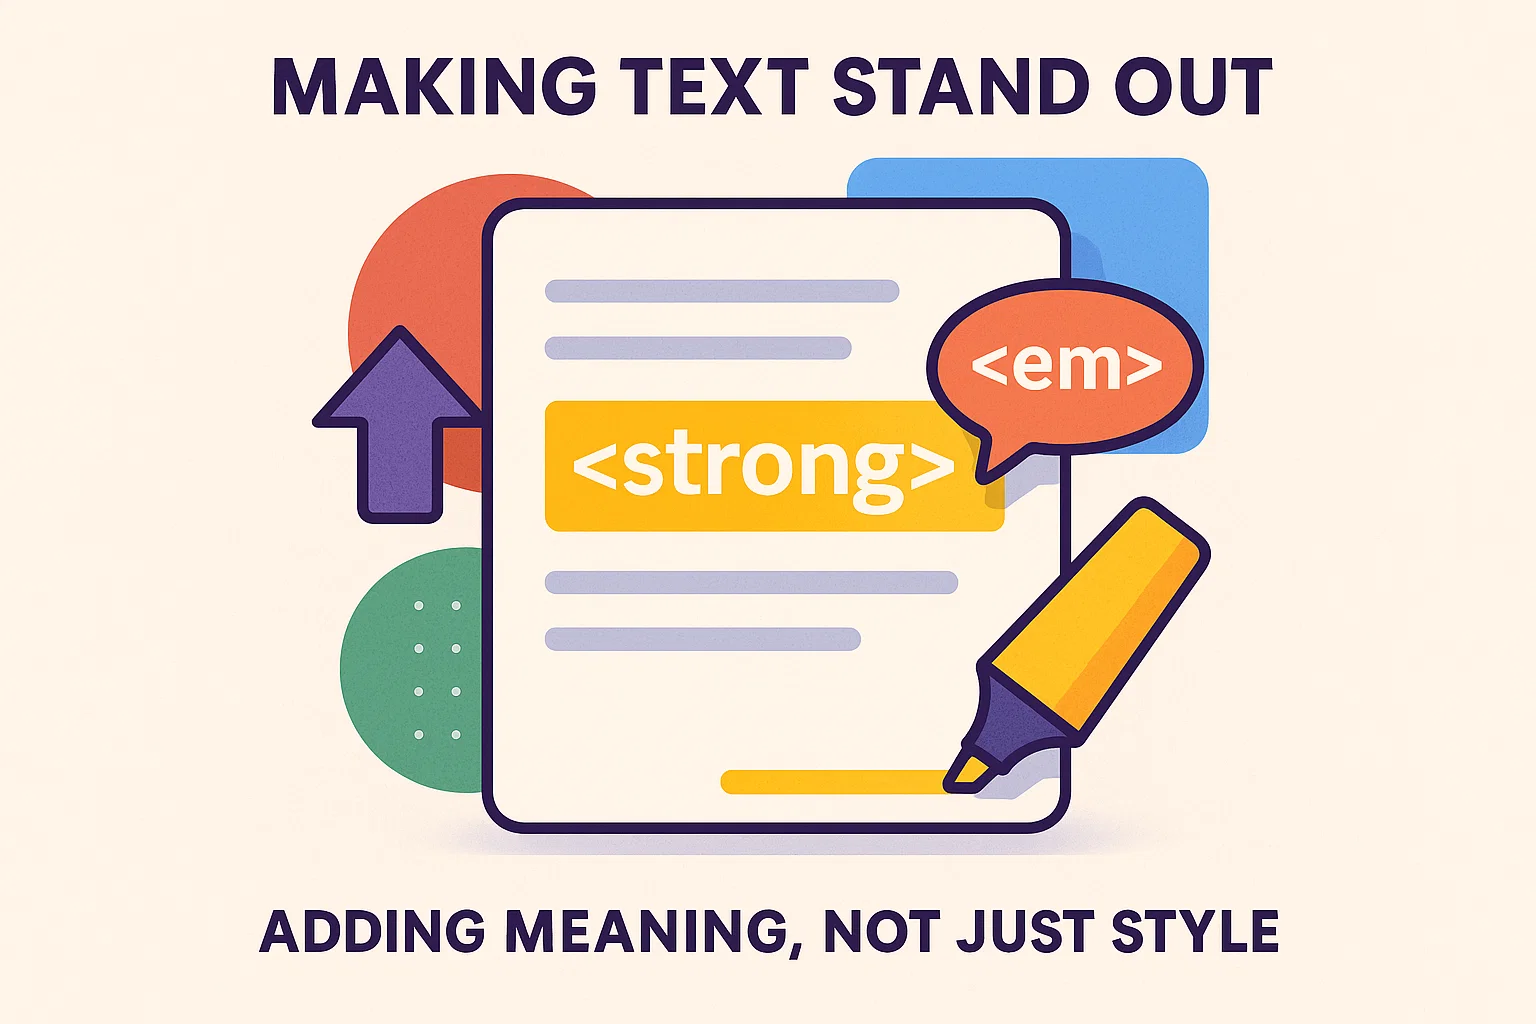 MAKING TEXT STAND OUT
<em>
<strong>
ADDING MEANING, NOT JUST STYLE